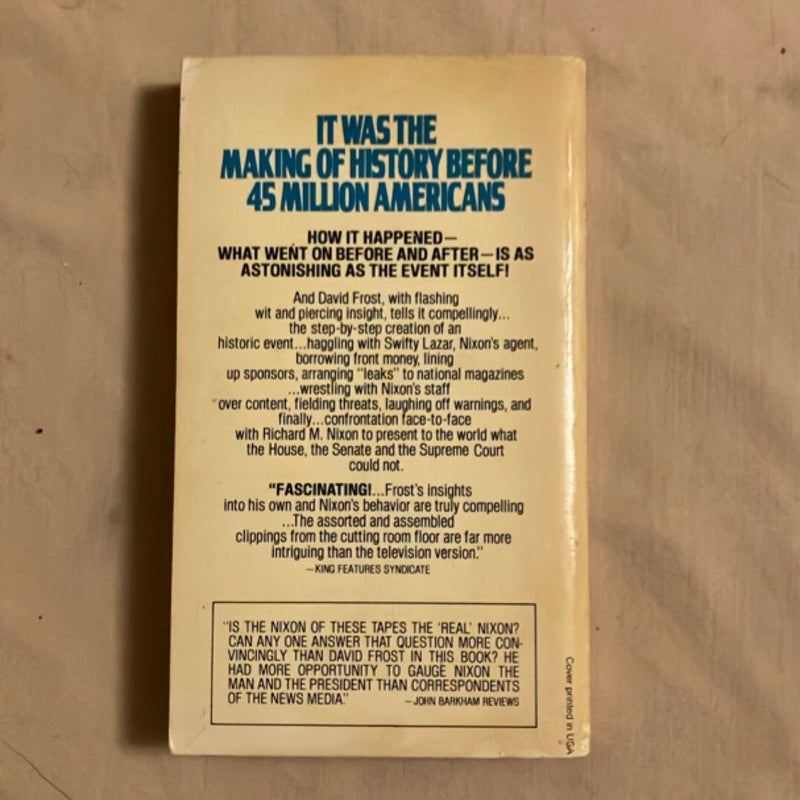 IT WAS THE
MAKING OF HISTORY BEFORE
45 MILLION AMERICANS
HOW IT HAPPENED—
WHAT WENT ON BEFORE AND AFTER—IS AS
ASTONISHING AS THE EVENT ITSELF!
And David Frost, with flashing
wit and piercing insight, tells it compellingly...
the step-by-step creation of an
historic event...haggling with Swifty Lazar, Nixon's agent,
borrowing front money, lining
up sponsors, arranging "leaks" to national magazines
...wrestling with Nixon's staff
over content, fielding threats, laughing off warnings, and
finally...confrontation face-to-face
with Richard M. Nixon to present to the world what
the House, the Senate and the Supreme Court
could not.
"FASCINATING!...Frost's insights
into his own and Nixon's behavior are truly compelling
...The assorted and assembled
clippings from the cutting room floor are far more
intriguing than the television version."
—KING FEATURES SYNDICATE
"IS THE NIXON OF THESE TAPES THE 'REAL' NIXON?
CAN ANY ONE ANSWER THAT QUESTION MORE CON-
VINCINGLY THAN DAVID FROST IN THIS BOOK? HE
HAD MORE OPPORTUNITY TO GAUGE NIXON THE
MAN AND THE PRESIDENT THAN CORRESPONDENTS
OF THE NEWS MEDIA." —JOHN BARKHAM REVIEWS
Cover printed in USA